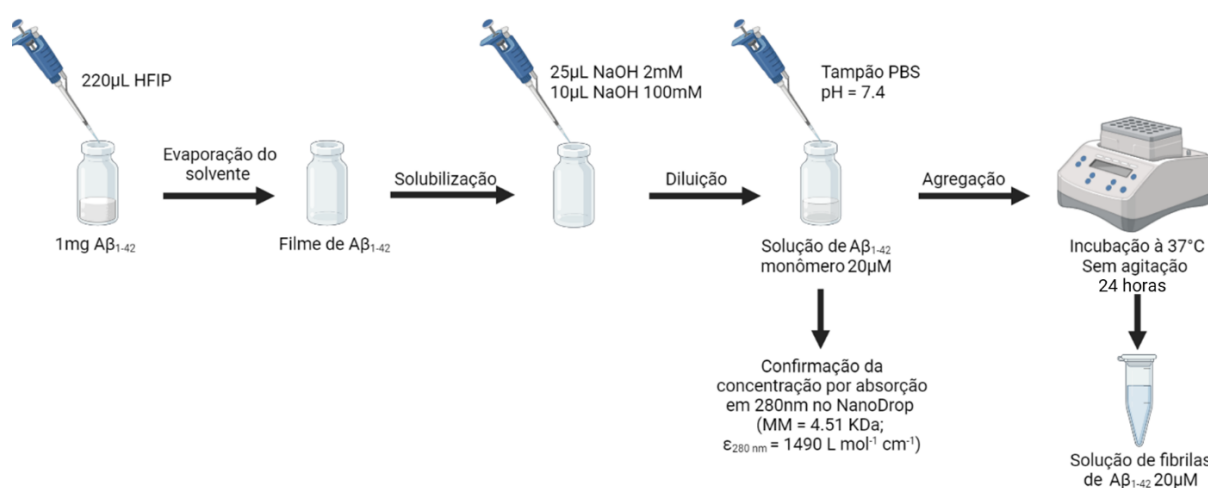 220µL HFIP
1mg Aβ1-42
Evaporação do
solvente
Filme de Aβ1-42
Solubilização
25µL NaOH 2mM
10µL NaOH 100mM
Diluição
Tampão PBS
pH = 7.4
Solução de Aβ1-42
monômero 20µM
Confirmação da
concentração por absorção
em 280nm no NanoDrop
(MM = 4.51 KDa;
ε280 nm = 1490 L mol-1 cm-1)
Agregação
Incubação à 37°C
Sem agitação
24 horas
Solução de fibrilas
de Aβ1-42 20µM